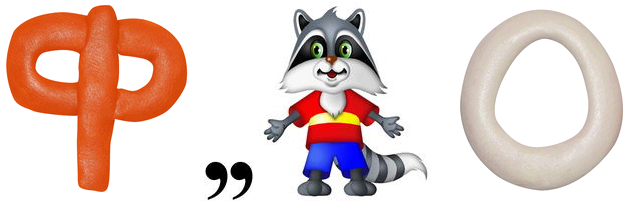 Ф ,, О